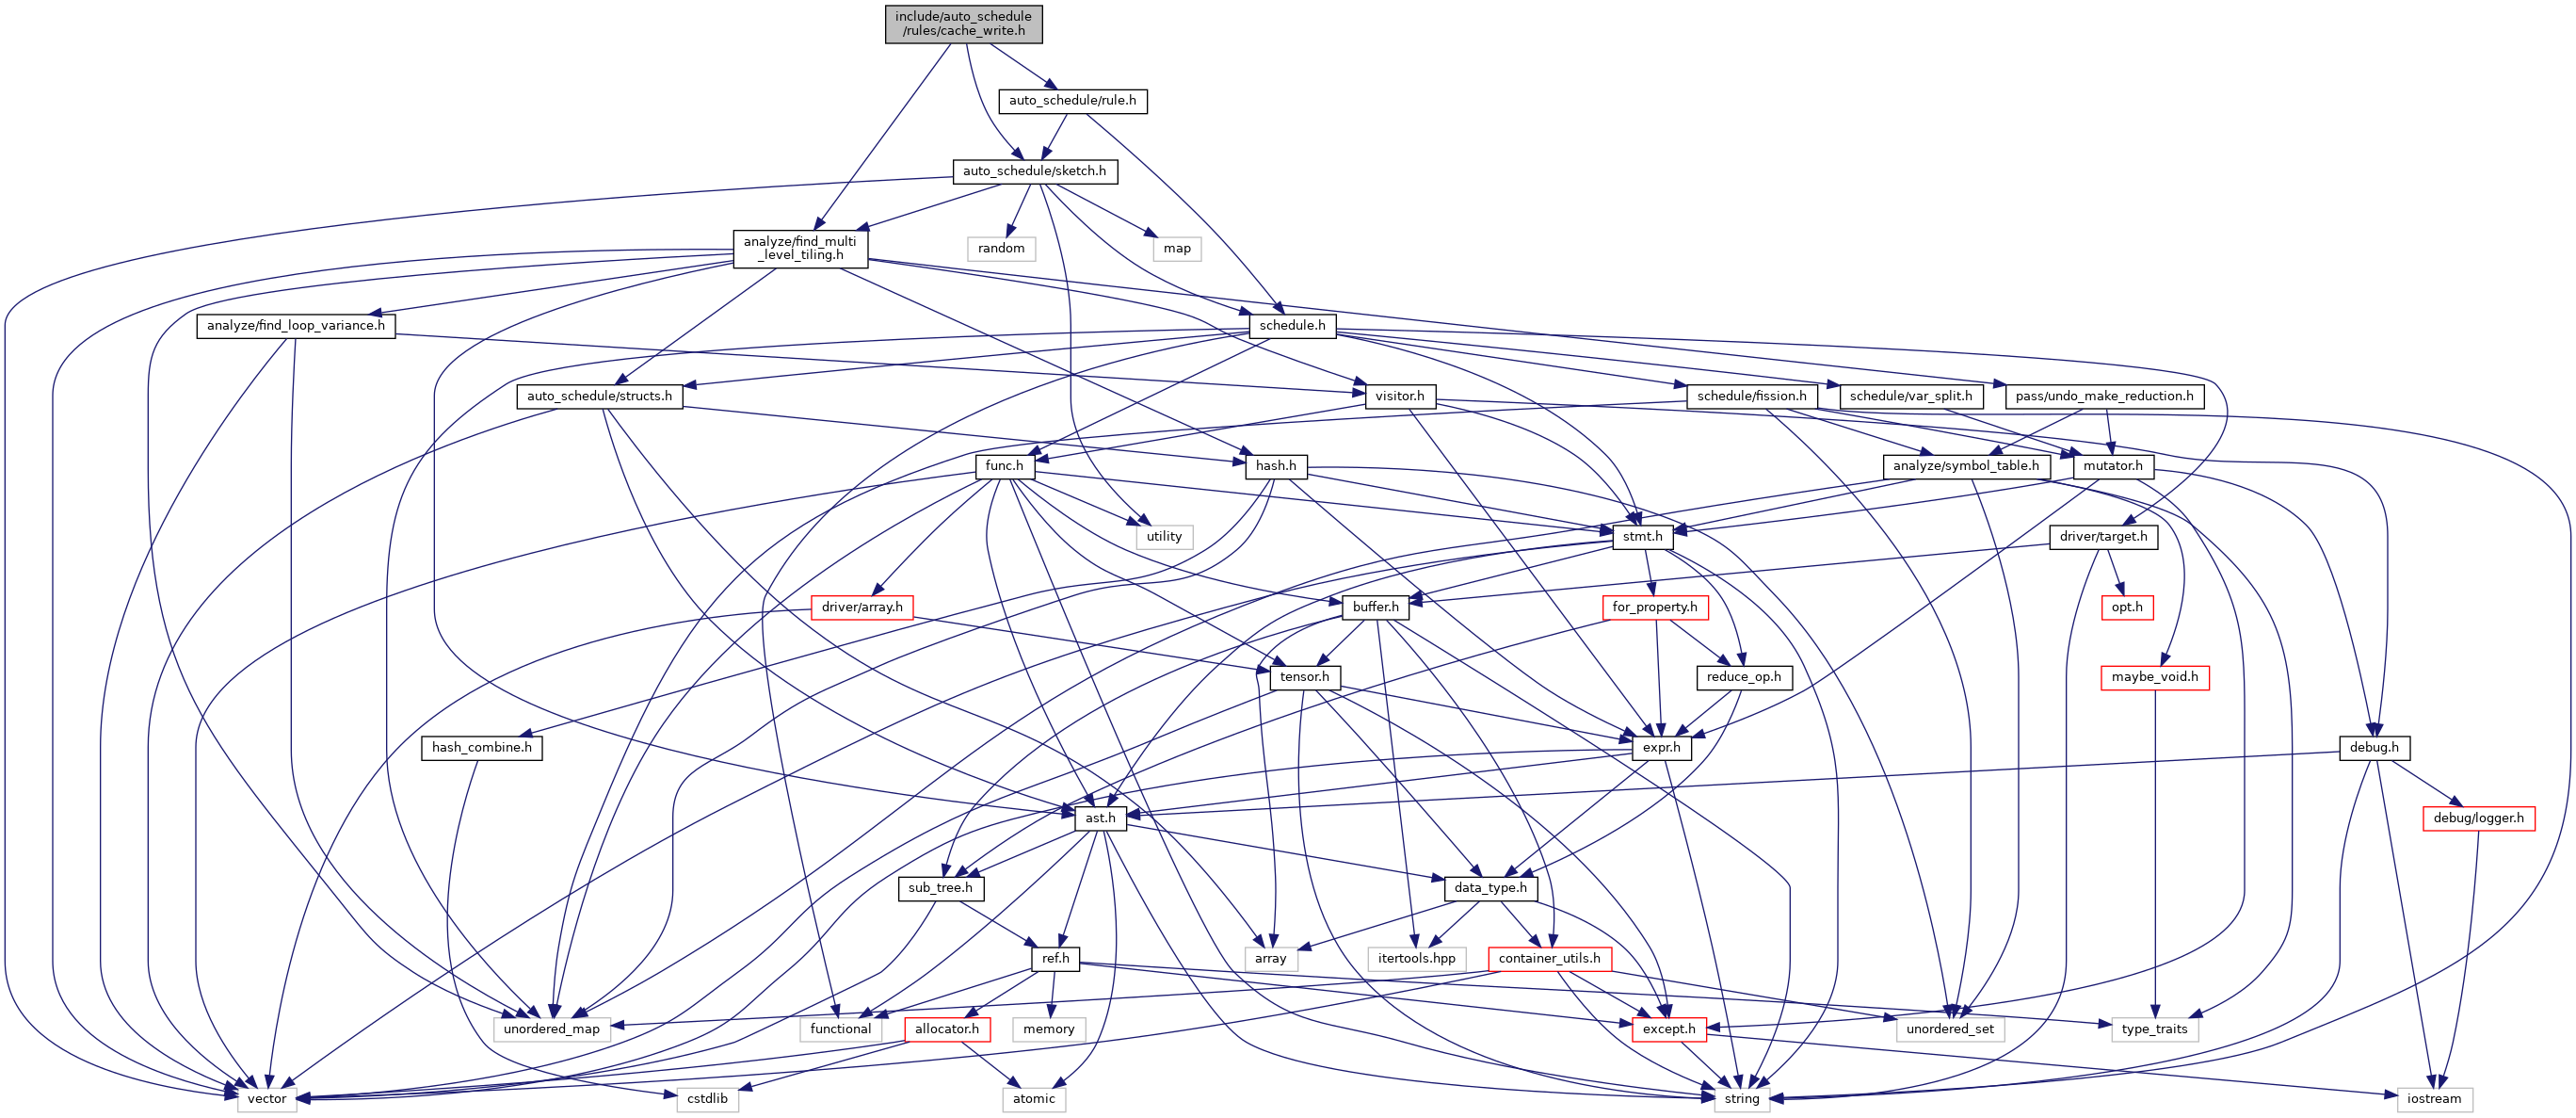 include/auto_schedule
/rules/cache_write.h
auto_schedule/rule.h
auto_schedule/sketch.h
analyze/find_multi
_level_tiling.h
random
map
analyze/find_loop_variance.h
schedule.h
auto_schedule/structs.h
visitor.h
schedule/fission.h
schedule/var_split.h
pass/undo_make_reduction.h
func.h
hash.h
analyze/symbol_table.h
mutator.h
utility
stmt.h
driver/target.h
driver/array.h
buffer.h
for_property.h
opt.h
tensor.h
reduce_op.h
maybe_void.h
hash_combine.h
expr.h
debug.h
ast.h
debug/logger.h
sub_tree.h
data_type.h
ref.h
array
itertools.hpp
container_utils.h
unordered_map
functional
allocator.h
memory
except.h
unordered_set
type_traits
vector
cstdlib
atomic
string
iostream